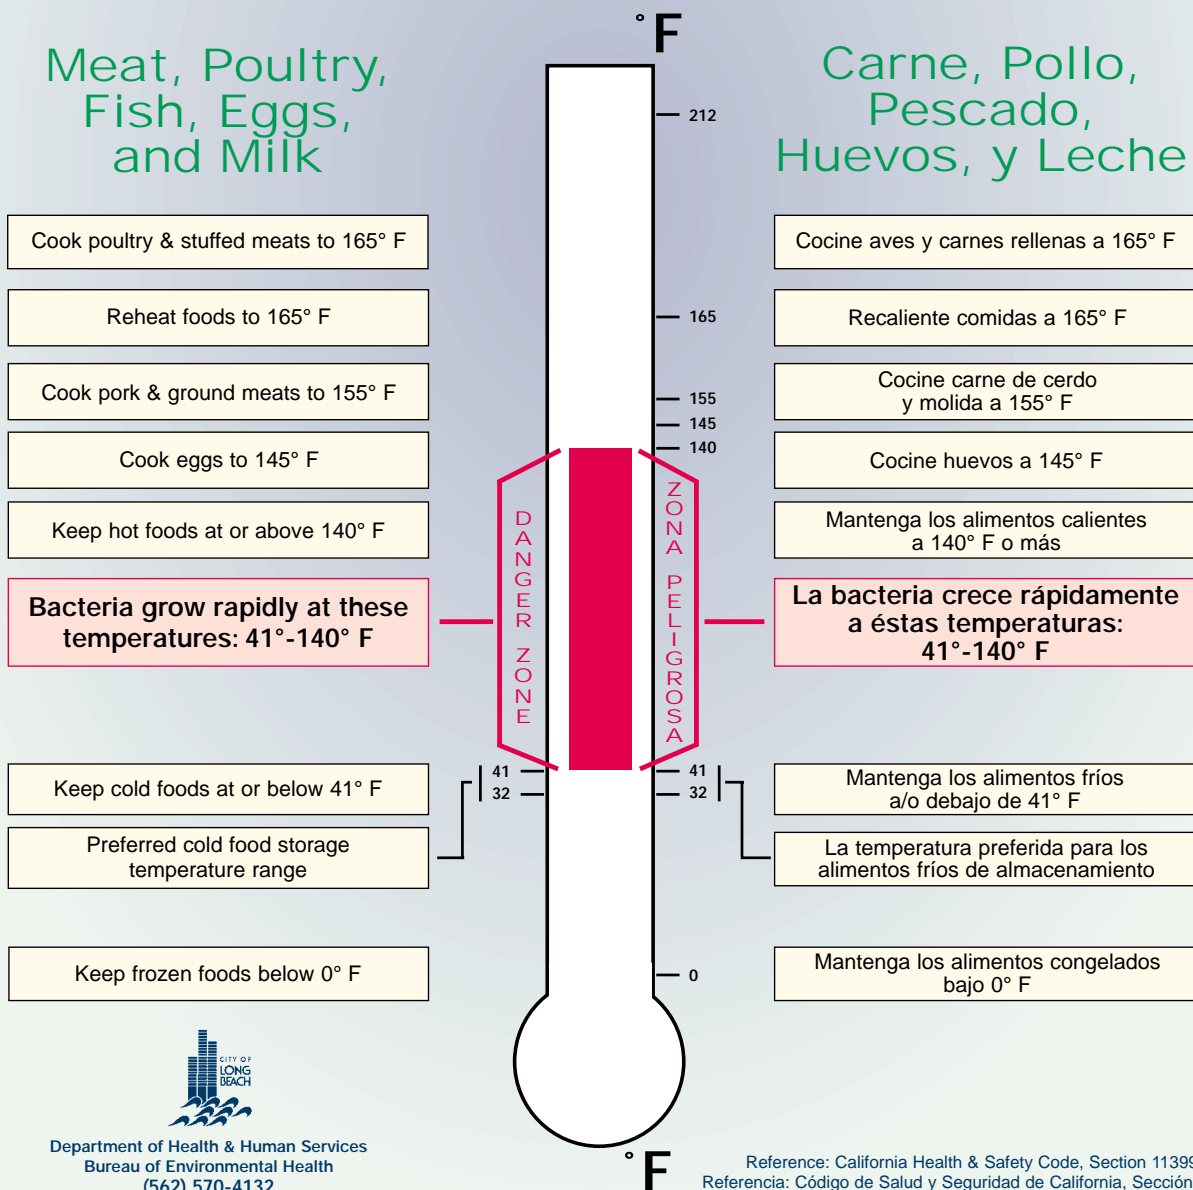 °F
Meat, Poultry,
Fish, Eggs,
and Milk
Cook poultry & stuffed meats to 165° F
Reheat foods to 165° F
Cook pork & ground meats to 155° F
Cook eggs to 145° F
Keep hot foods at or above 140° F
Bacteria grow rapidly at these
temperatures: 41°-140° F
Keep cold foods at or below 41° F
Preferred cold food storage
temperature range
Keep frozen foods below 0° F
DANGER ZONE
41
32
212
165
155
145
140
ZONA PELIGROSA
41
32
0
Carne, Pollo,
Pescado,
Huevos, y Leche
Cocine aves y carnes rellenas a 165° F
Recaliente comidas a 165° F
Cocine carne de cerdo
y molida a 155° F
Cocine huevos a 145° F
Mantenga los alimentos calientes
a 140° F o más
La bacteria crece rápidamente
a éstas temperaturas:
41°-140° F
Mantenga los alimentos fríos
a/o debajo de 41° F
La temperatura preferida para los
alimentos fríos de almacenamiento
Mantenga los alimentos congelados
bajo 0° F
CITY OF
LONG
BEACH
Department of Health & Human Services
Bureau of Environmental Health
(562) 570-4132
°F
Reference: California Health & Safety Code, Section 11399
Referencia: Código de Salud y Seguridad de California, Sección